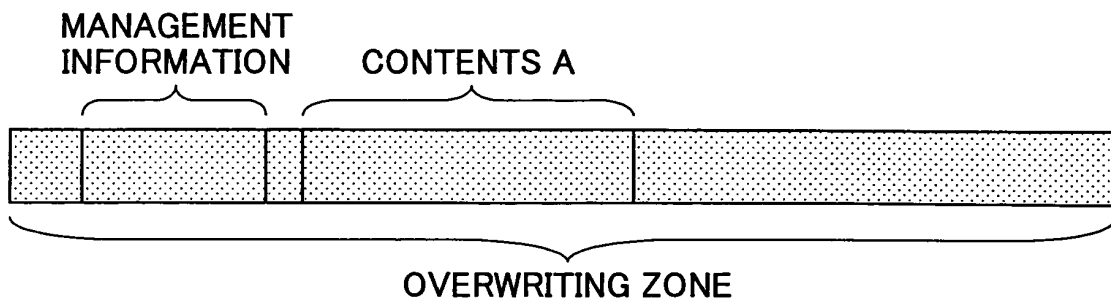 MANAGEMENT
INFORMATION
CONTENTS A
OVERWRITING ZONE